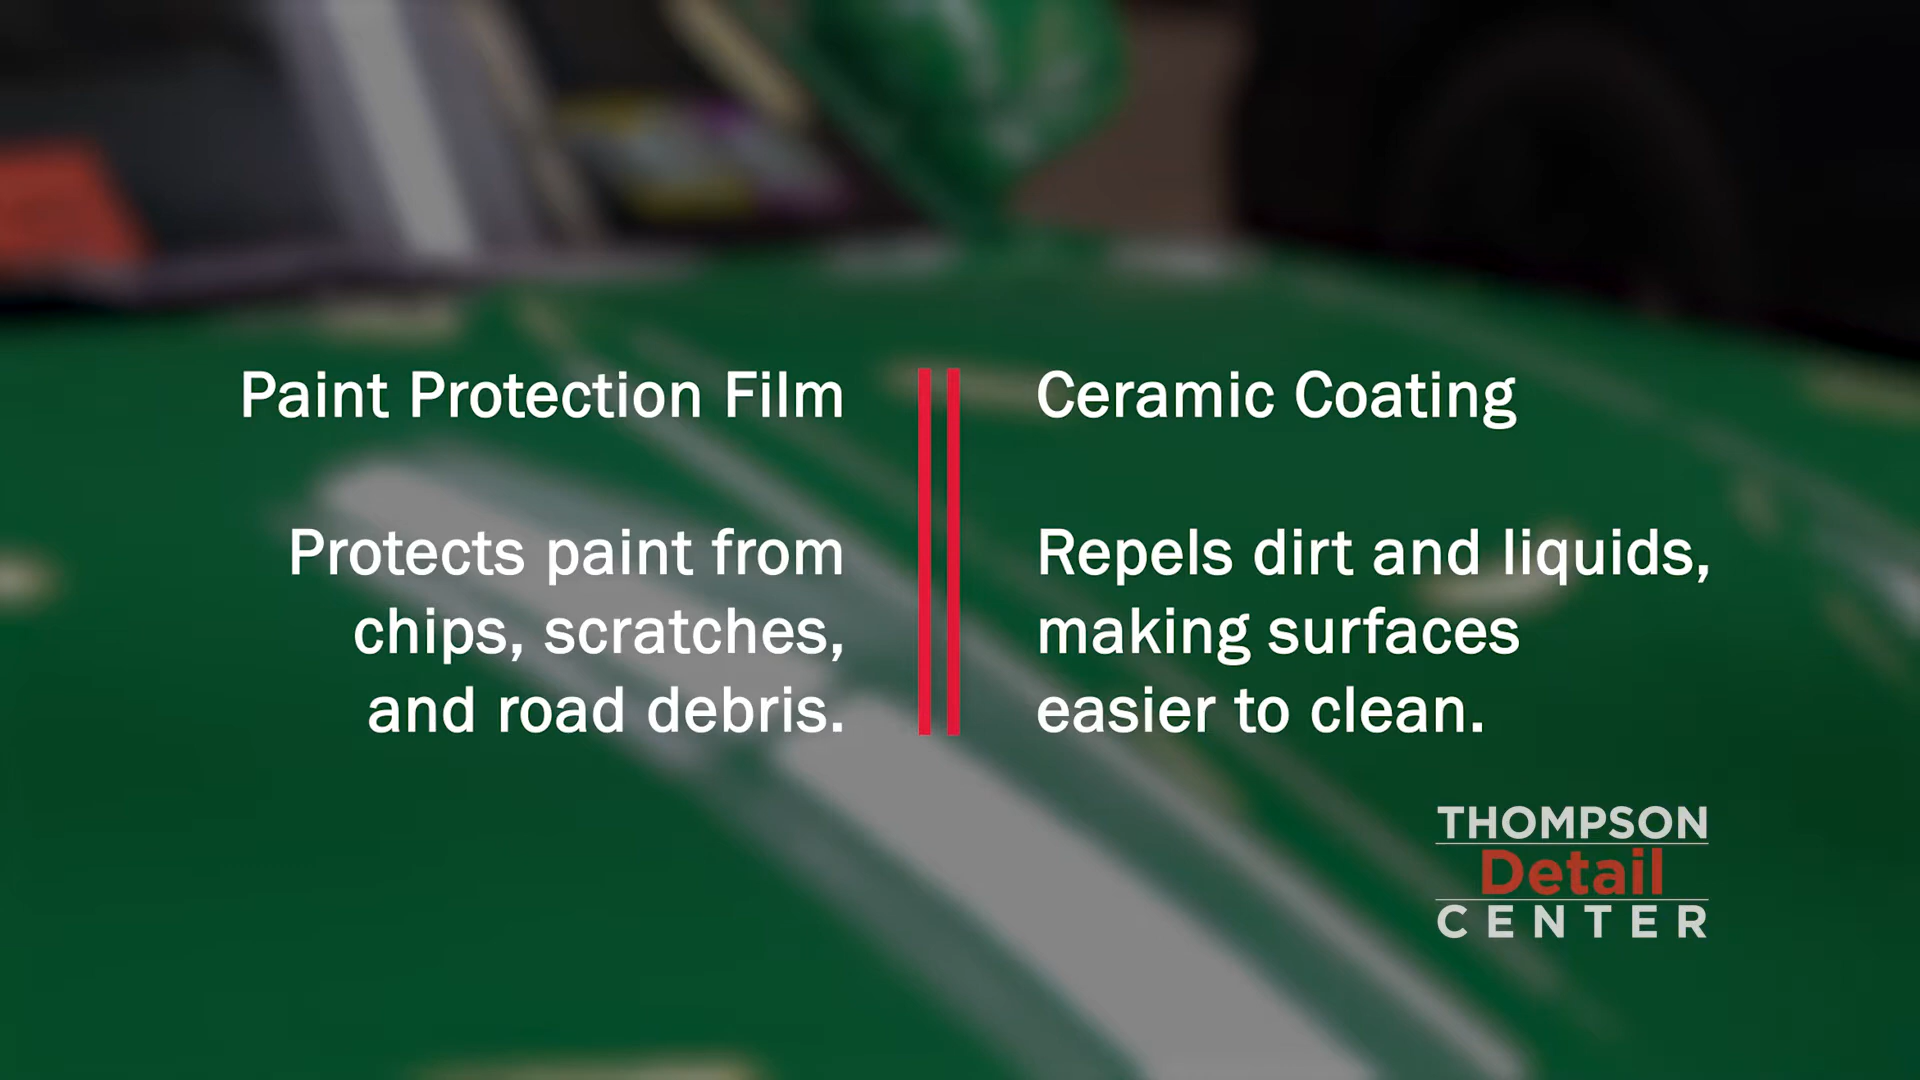 Paint Protection Film
Protects paint from
chips, scratches,
and road debris.
Ceramic Coating
Repels dirt and liquids,
making surfaces
easier to clean.
THOMPSON
Detail
CENTER